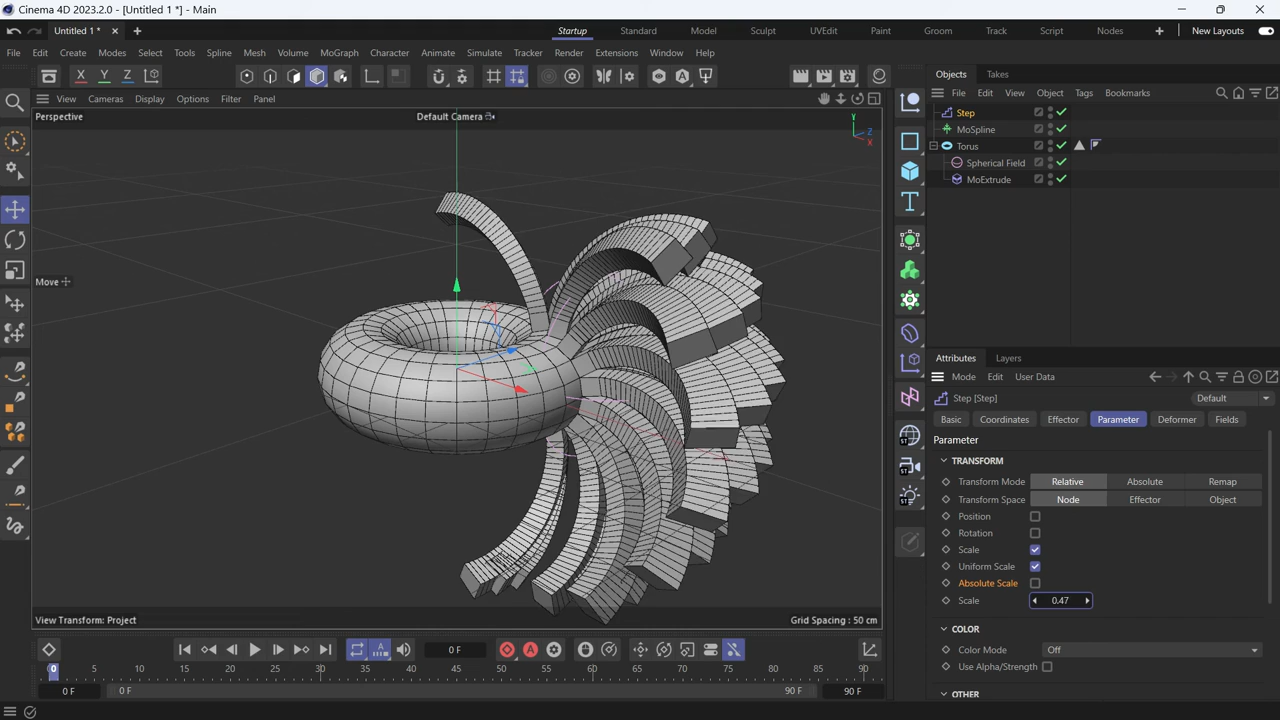 Cinema 4D 2023.2.0 - [Untitled 1 *] - Main
Untitled 1 *
Startup Standard Model Sculpt UVEdit Paint Groom Track Script Nodes New Layouts
File Edit Create Modes Select Tools Spline Mesh Volume MoGraph Character Animate Simulate Tracker Render Extensions Window Help
X Y Z
Objects Takes
View Cameras Display Options Filter Panel
File Edit View Object Tags Bookmarks
Perspective
Default Camera
Y
Z
X
Step
MoSpline
Torus
Spherical Field
MoExtrude
Move
Attributes Layers
Mode Edit User Data
Step [Step]
Default
Basic Coordinates Effector Parameter Deformer Fields
Parameter
TRANSFORM
Transform Mode Relative Absolute Remap
Transform Space Node Effector Object
Position
Rotation
Scale
Uniform Scale
Absolute Scale
Scale 0.47
COLOR
Color Mode Off
Use Alpha/Strength
OTHER
View Transform: Project
Grid Spacing : 50 cm
0 F
0 5 10 15 20 25 30 35 40 45 50 55 60 65 70 75 80 85 90
0 F 0 F 90 F 90 F
ST
ST
ST